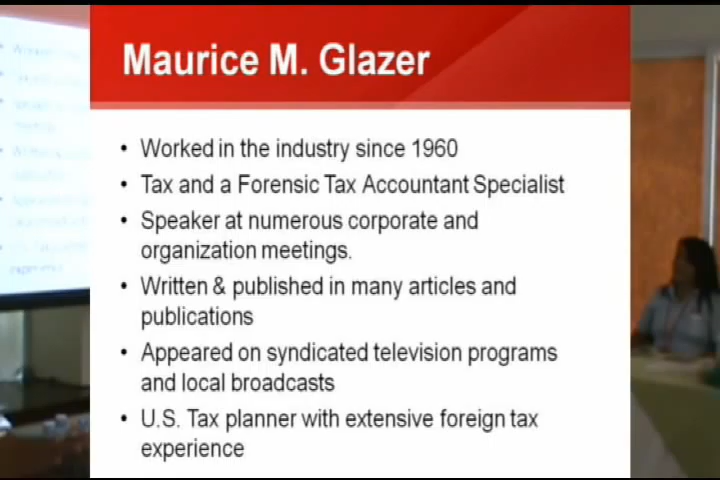 Maurice M. Glazer
• Worked in the industry since 1960
• Tax and a Forensic Tax Accountant Specialist
• Speaker at numerous corporate and
organization meetings.
• Written & published in many articles and
publications
• Appeared on syndicated television programs
and local broadcasts
• U.S. Tax planner with extensive foreign tax
experience